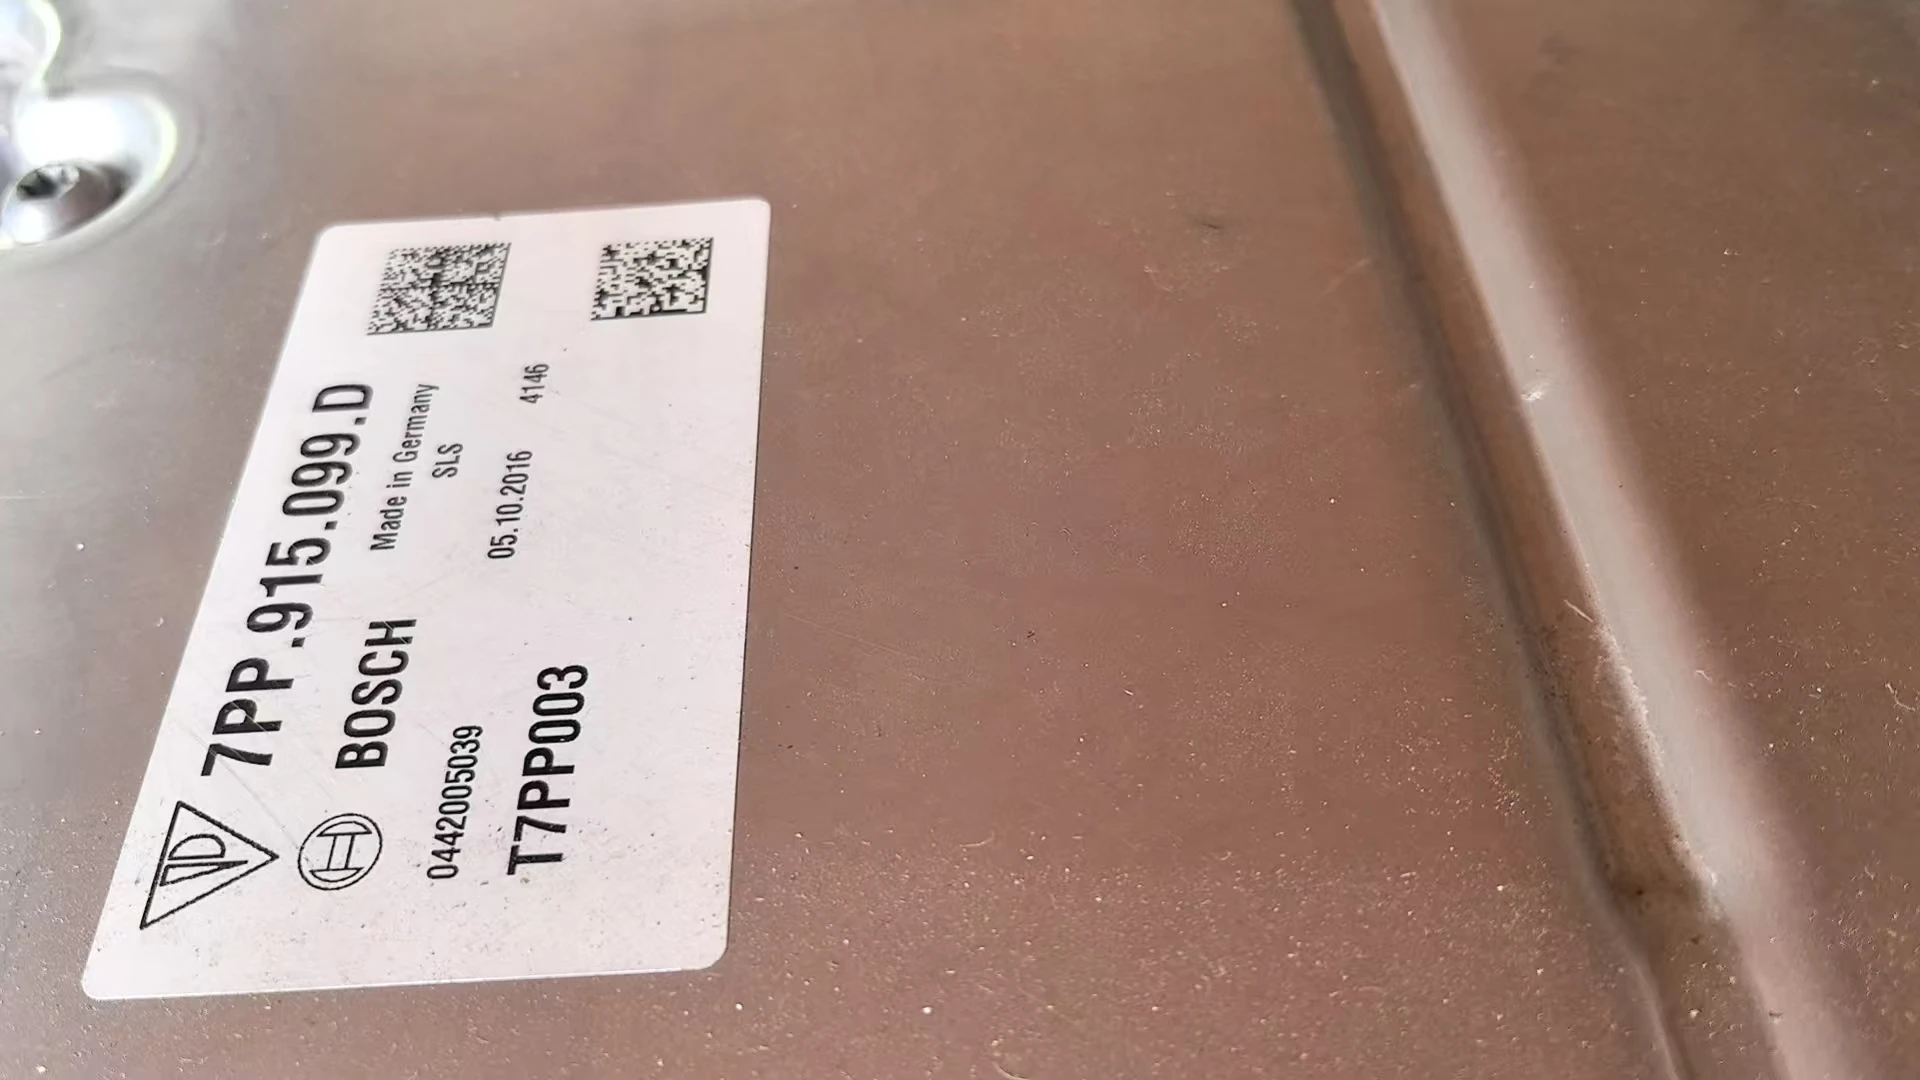 7PP.915.099.D
BOSCH Made in Germany
SLS
0442005039 05.10.2016 4146
T7PP003